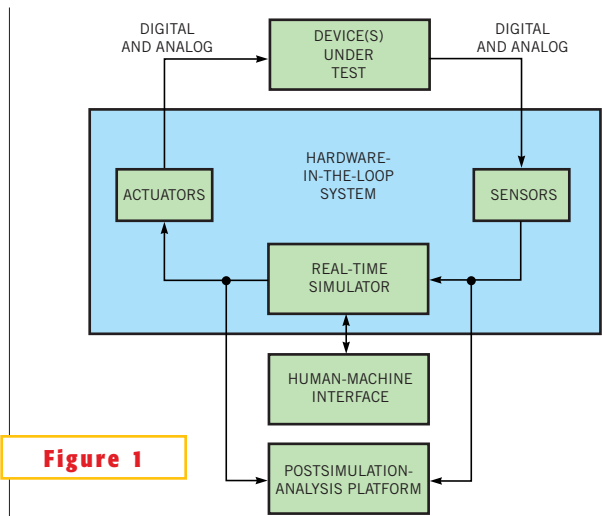 DIGITAL
AND ANALOG
DEVICE(S)
UNDER
TEST
DIGITAL
AND ANALOG
HARDWARE-
IN-THE-LOOP
SYSTEM
ACTUATORS
SENSORS
REAL-TIME
SIMULATOR
HUMAN-MACHINE
INTERFACE
Figure 1
POSTSIMULATION-
ANALYSIS PLATFORM